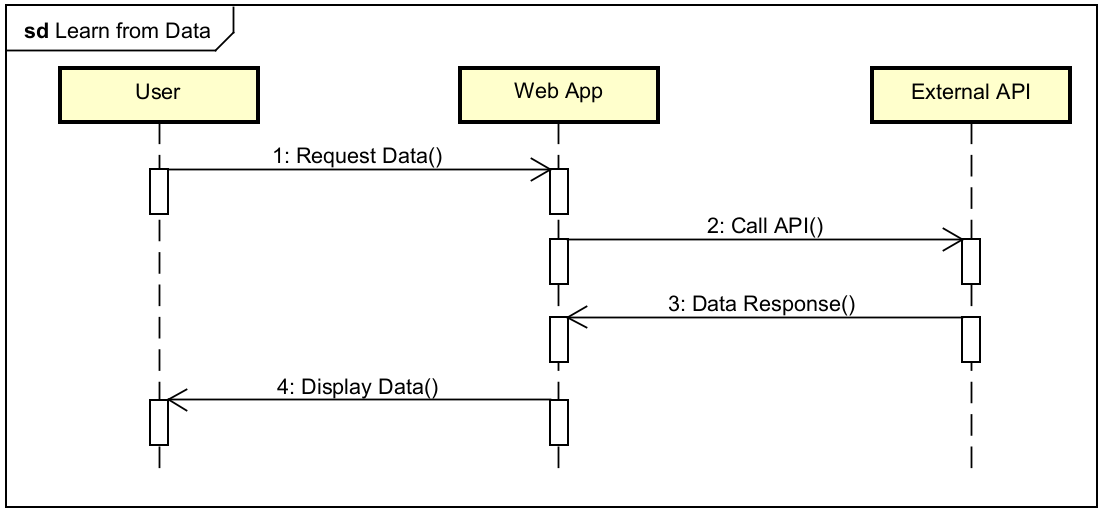 sd Learn from Data
User
Web App
External API
1: Request Data()
2: Call API()
3: Data Response()
4: Display Data()